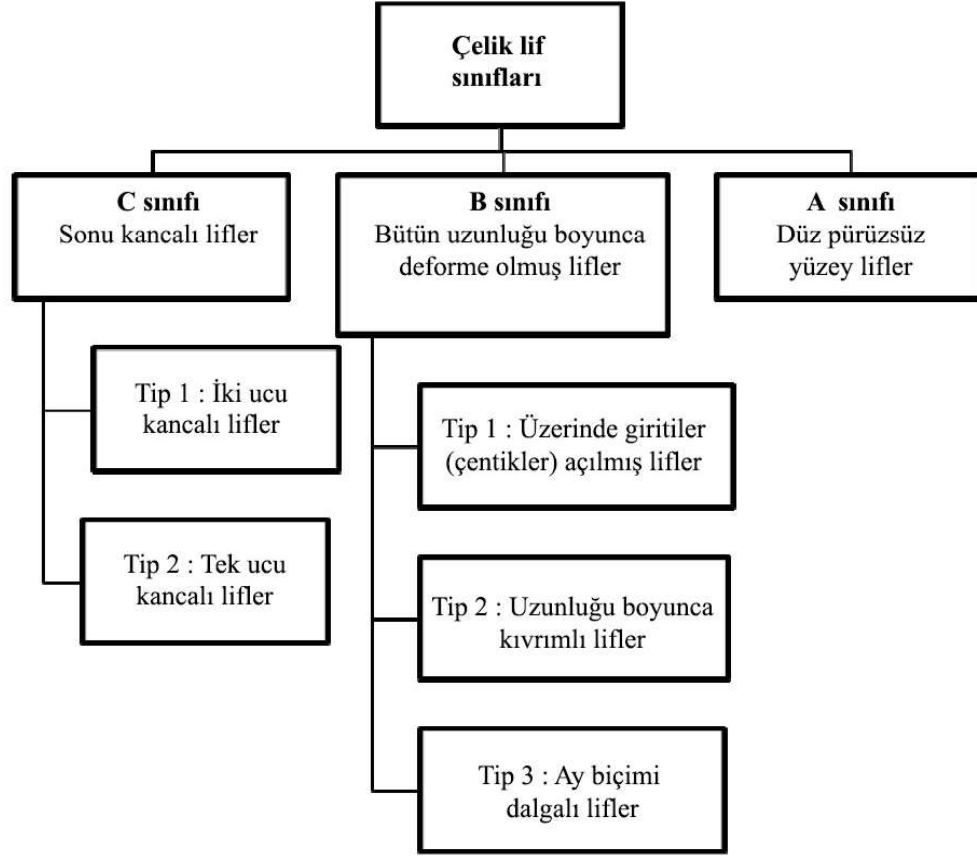 Çelik lif
sınıfları
C sınıfı
Sonu kancalı lifler
B sınıfı
Bütün uzunluğu boyunca
deforme olmuş lifler
A sınıfı
Düz pürüzsüz
yüzey lifler
Tip 1 : İki ucu
kancalı lifler
Tip 2 : Tek ucu
kancalı lifler
Tip 1 : Üzerinde giritiler
(çentikler) açılmış lifler
Tip 2 : Uzunluğu boyunca
kıvrımlı lifler
Tip 3 : Ay biçimi
dalgalı lifler